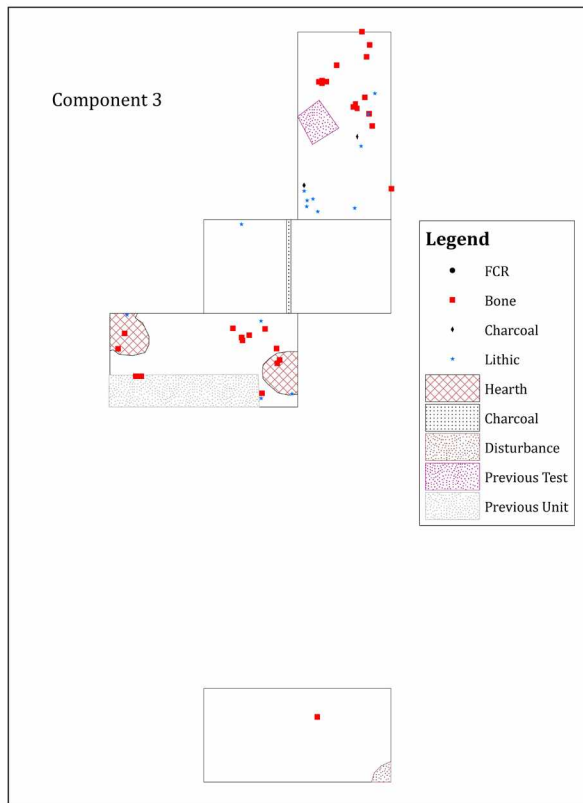 Component 3
Legend
FCR
Bone
Charcoal
Lithic
Hearth
Charcoal
Disturbance
Previous Test
Previous Unit